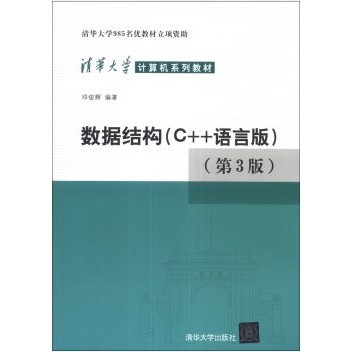 清华大学985名优教材立项资助
清华大学 计算机系列教材
邓俊辉 编著
数据结构(C++语言版)
(第3版)
清华大学出版社